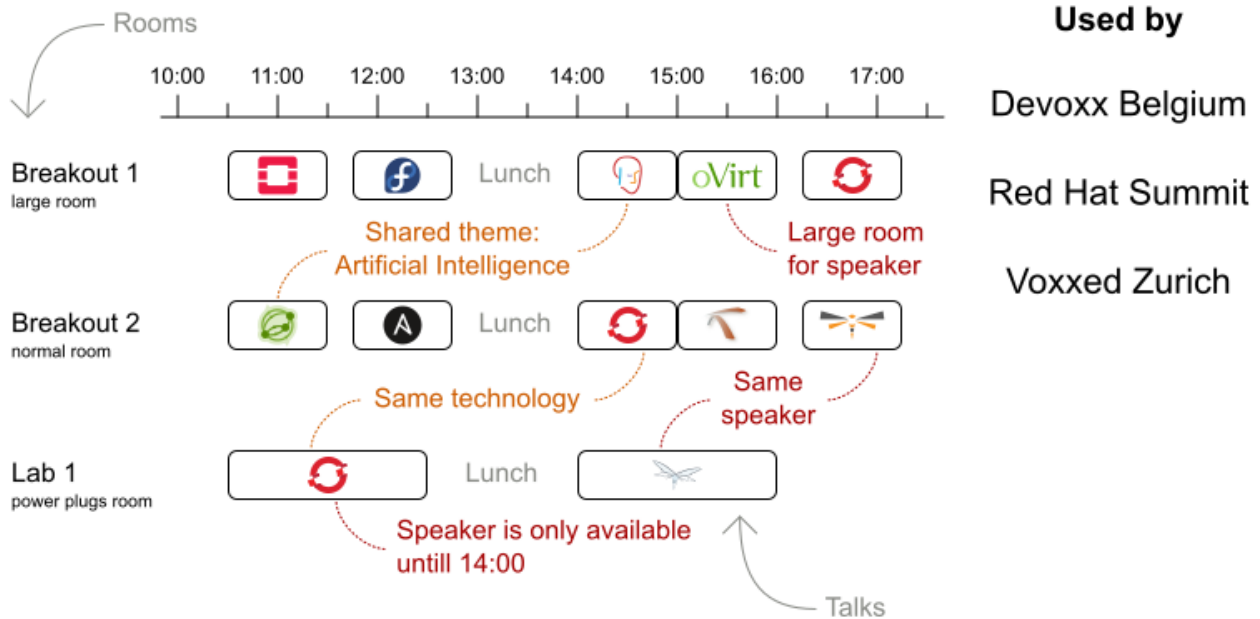 Rooms
Used by
10:00 11:00 12:00 13:00 14:00 15:00 16:00 17:00
Devoxx Belgium
Breakout 1
large room
Lunch
oVirt
Red Hat Summit
Shared theme:
Artificial Intelligence
Large room
for speaker
Voxxed Zurich
Breakout 2
normal room
Lunch
Same technology
Same
speaker
Lab 1
power plugs room
Lunch
Speaker is only available
untill 14:00
Talks